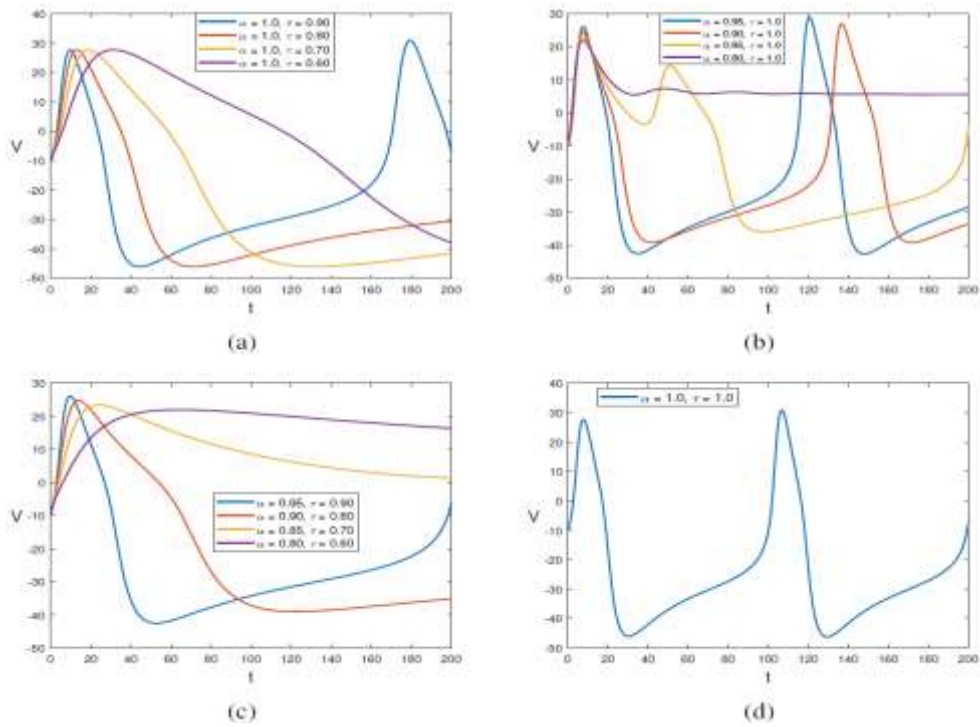 40
30
20
10
0
-10
-20
-30
-40
-50
V
0 20 40 60 80 100 120 140 160 180 200
t
α = 1.0, τ = 0.90
α = 1.0, τ = 0.80
α = 1.0, τ = 0.70
α = 1.0, τ = 0.60
(a)
30
20
10
0
-10
-20
-30
-40
-50
V
0 20 40 60 80 100 120 140 160 180 200
t
α = 0.95, τ = 1.0
α = 0.90, τ = 1.0
α = 0.85, τ = 1.0
α = 0.80, τ = 1.0
(b)
30
20
10
0
-10
-20
-30
-40
-50
V
0 20 40 60 80 100 120 140 160 180 200
t
α = 0.95, τ = 0.90
α = 0.90, τ = 0.80
α = 0.85, τ = 0.70
α = 0.80, τ = 0.60
(c)
40
30
20
10
0
-10
-20
-30
-40
-50
V
0 20 40 60 80 100 120 140 160 180 200
t
α = 1.0, τ = 1.0
(d)